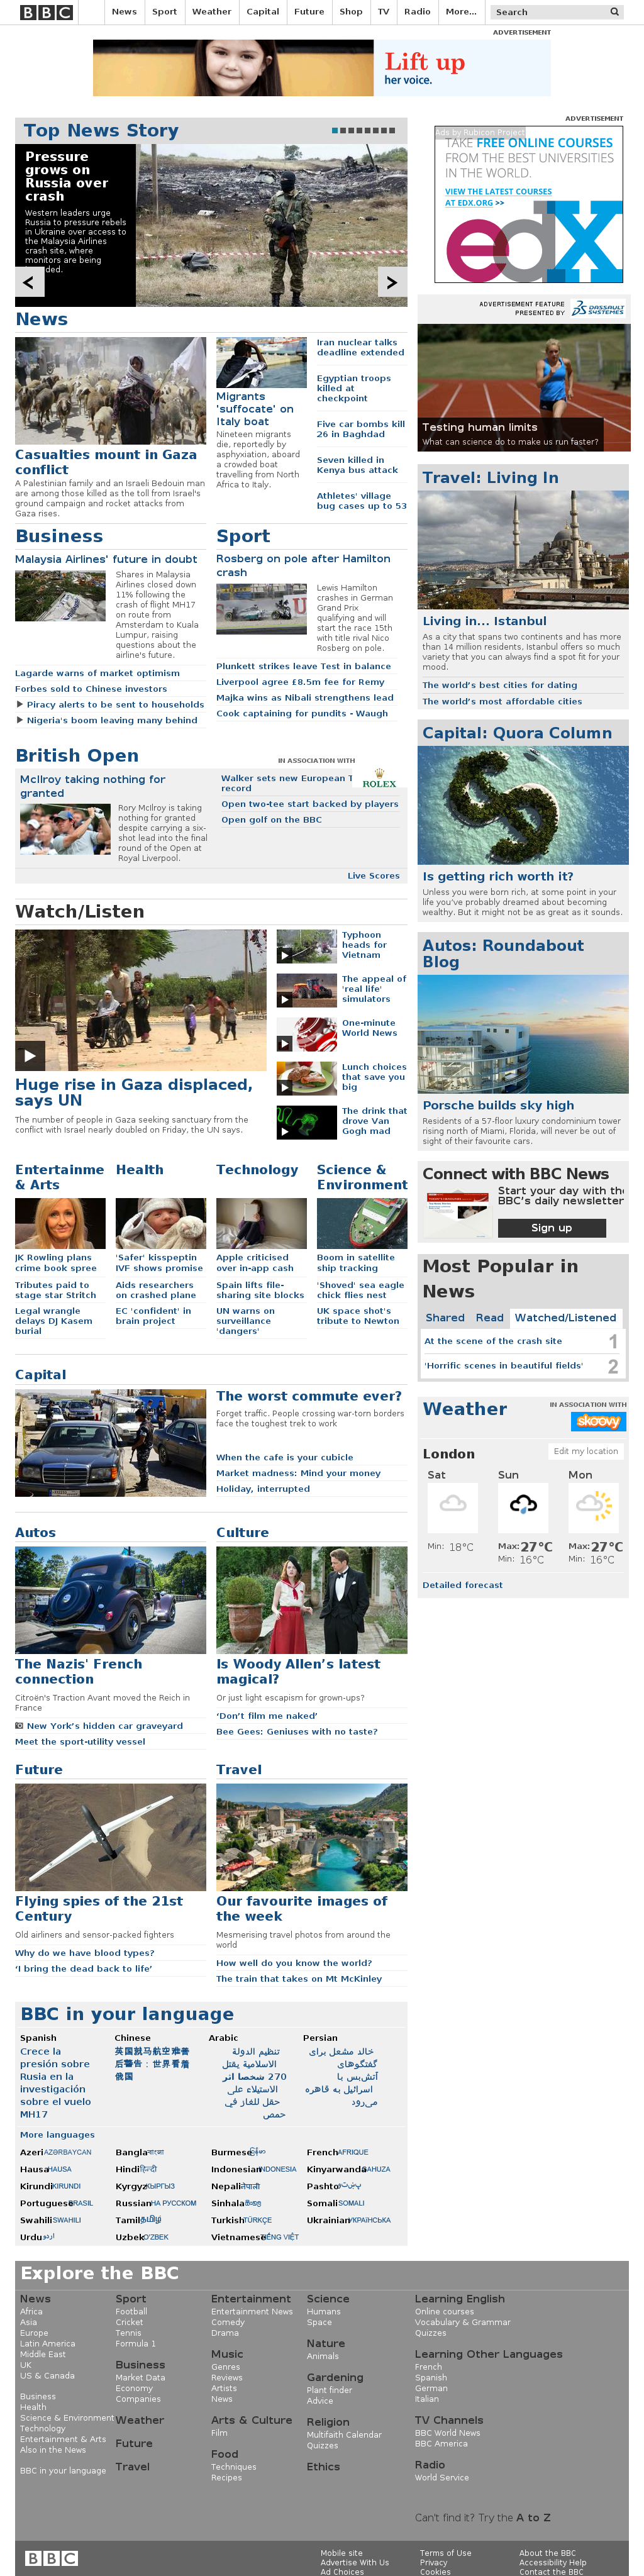 BBC News Sport Weather Capital Future Shop TV Radio More... Search
ADVERTISEMENT
Lift up
her voice.
Top News Story
Pressure
grows on
Russia over
crash
Western leaders urge
Russia to pressure rebels
in Ukraine over access to
the Malaysia Airlines
crash site, where
monitors are being
ded.
News
Casualties mount in Gaza
conflict
A Palestinian family and an Israeli Bedouin man
are among those killed as the toll from Israel's
ground campaign and rocket attacks from
Gaza rises.
Migrants
'suffocate' on
Italy boat
Nineteen migrants
die, reportedly by
asphyxiation, aboard
a crowded boat
travelling from North
Africa to Italy.
Iran nuclear talks
deadline extended
Egyptian troops
killed at
checkpoint
Five car bombs kill
26 in Baghdad
Seven killed in
Kenya bus attack
Athletes' village
bug cases up to 53
Business
Malaysia Airlines' future in doubt
Shares in Malaysia
Airlines closed down
11% following the
crash of flight MH17
on route from
Amsterdam to Kuala
Lumpur, raising
questions about the
airline's future.
Lagarde warns of market optimism
Forbes sold to Chinese investors
Piracy alerts to be sent to households
Nigeria's boom leaving many behind
Sport
Rosberg on pole after Hamilton
crash
Lewis Hamilton
crashes in German
Grand Prix
qualifying and will
start the race 15th
with title rival Nico
Rosberg on pole.
Plunkett strikes leave Test in balance
Liverpool agree £8.5m fee for Remy
Majka wins as Nibali strengthens lead
Cook captaining for pundits - Waugh
British Open
IN ASSOCIATION WITH
ROLEX
McIlroy taking nothing for
granted
Rory McIlroy is taking
nothing for granted
despite carrying a six-
shot lead into the final
round of the Open at
Royal Liverpool.
Walker sets new European T
record
Open two-tee start backed by players
Open golf on the BBC
Live Scores
Watch/Listen
Huge rise in Gaza displaced,
says UN
The number of people in Gaza seeking sanctuary from the
conflict with Israel nearly doubled on Friday, the UN says.
Typhoon
heads for
Vietnam
The appeal of
'real life'
simulators
One-minute
World News
Lunch choices
that save you
big
The drink that
drove Van
Gogh mad
Entertainme
& Arts
JK Rowling plans
crime book spree
Tributes paid to
stage star Stritch
Legal wrangle
delays DJ Kasem
burial
Health
'Safer' kisspeptin
IVF shows promise
Aids researchers
on crashed plane
EC 'confident' in
brain project
Technology
Apple criticised
over in-app cash
Spain lifts file-
sharing site blocks
UN warns on
surveillance
'dangers'
Science &
Environment
Boom in satellite
ship tracking
'Shoved' sea eagle
chick flies nest
UK space shot's
tribute to Newton
Capital
The worst commute ever?
Forget traffic. People crossing war-torn borders
face the toughest trek to work
When the cafe is your cubicle
Market madness: Mind your money
Holiday, interrupted
Autos
The Nazis' French
connection
Citroën's Traction Avant moved the Reich in
France
New York's hidden car graveyard
Meet the sport-utility vessel
Culture
Is Woody Allen's latest
magical?
Or just light escapism for grown-ups?
‘Don’t film me naked’
Bee Gees: Geniuses with no taste?
Future
Flying spies of the 21st
Century
Old airliners and sensor-packed fighters
Why do we have blood types?
‘I bring the dead back to life’
Travel
Our favourite images of
the week
Mesmerising travel photos from around the
world
How well do you know the world?
The train that takes on Mt McKinley
ADVERTISEMENT
Ads by Rubicon Project
TAKE FREE ONLINE COURSES
FROM THE BEST UNIVERSITIES
IN THE WORLD.
VIEW THE LATEST COURSES
AT EDX.ORG >>
edX
ADVERTISEMENT FEATURE
PRESENTED BY
DASSAULT SYSTEMES
Testing human limits
What can science do to make us run faster?
Travel: Living In
Living in... Istanbul
As a city that spans two continents and has more
than 14 million residents, Istanbul offers so much
variety that you can always find a spot fit for your
mood.
The world’s best cities for dating
The world’s most affordable cities
Capital: Quora Column
Is getting rich worth it?
Unless you were born rich, at some point in your
life you’ve probably dreamed about becoming
wealthy. But it might not be as great as it sounds.
Autos: Roundabout
Blog
Porsche builds sky high
Residents of a 57-floor luxury condominium tower
rising north of Miami, Florida, will never be out of
sight of their favourite cars.
Connect with BBC News
Start your day with the
BBC’s daily newsletter
Sign up
Most Popular in
News
Shared Read Watched/Listened
At the scene of the crash site 1
'Horrific scenes in beautiful fields' 2
Weather
IN ASSOCIATION WITH
skoosy
London Edit my location
Sat Sun Mon
Min: 18°C Max: 27°C Max: 27°C
Min: 16°C Min: 16°C
Detailed forecast
BBC in your language
Spanish
Crece la
presión sobre
Rusia en la
investigación
sobre el vuelo
MH17
Chinese
英国就马航空难善
后警告：世界看着
俄国
Arabic
تنظيم الدولة
الاسلامية يقتل
270 شخصا اثر
الاستيلاء على
حقل للغاز في
حمص
Persian
خالد مشعل برای
گفتگوهای
آتش‌بس با
اسرائیل به قاهره
می‌رود
More languages
Azeri AZƏRBAYCAN Bangla বাংলা Burmese French AFRIQUE
Hausa HAUSA Hindi हिन्दी Indonesian INDONESIA Kinyarwanda GAHUZA
Kirundi KIRUNDI Kyrgyz КЫРГЫЗ Nepali नेपाली Pashto پښتو
Portuguese BRASIL Russian НА РУССКОМ Sinhala සිංහල Somali SOMALI
Swahili SWAHILI Tamil தமிழ் Turkish TÜRKÇE Ukrainian УКРАЇНСЬКА
Urdu اردو Uzbek O'ZBEK Vietnamese TIẾNG VIỆT
Explore the BBC
News
Africa
Asia
Europe
Latin America
Middle East
UK
US & Canada
Business
Health
Science & Environment
Technology
Entertainment & Arts
Also in the News
BBC in your language
Sport
Football
Cricket
Tennis
Formula 1
Business
Market Data
Economy
Companies
Weather
Future
Travel
Entertainment
Entertainment News
Comedy
Drama
Music
Genres
Reviews
Artists
News
Arts & Culture
Film
Food
Techniques
Recipes
Science
Humans
Space
Nature
Animals
Gardening
Plant finder
Advice
Religion
Multifaith Calendar
Quizzes
Ethics
Learning English
Online courses
Vocabulary & Grammar
Quizzes
Learning Other Languages
French
Spanish
German
Italian
TV Channels
BBC World News
BBC America
Radio
World Service
Can't find it? Try the A to Z
BBC
Mobile site Terms of Use About the BBC
Advertise With Us Privacy Accessibility Help
Ad Choices Cookies Contact the BBC